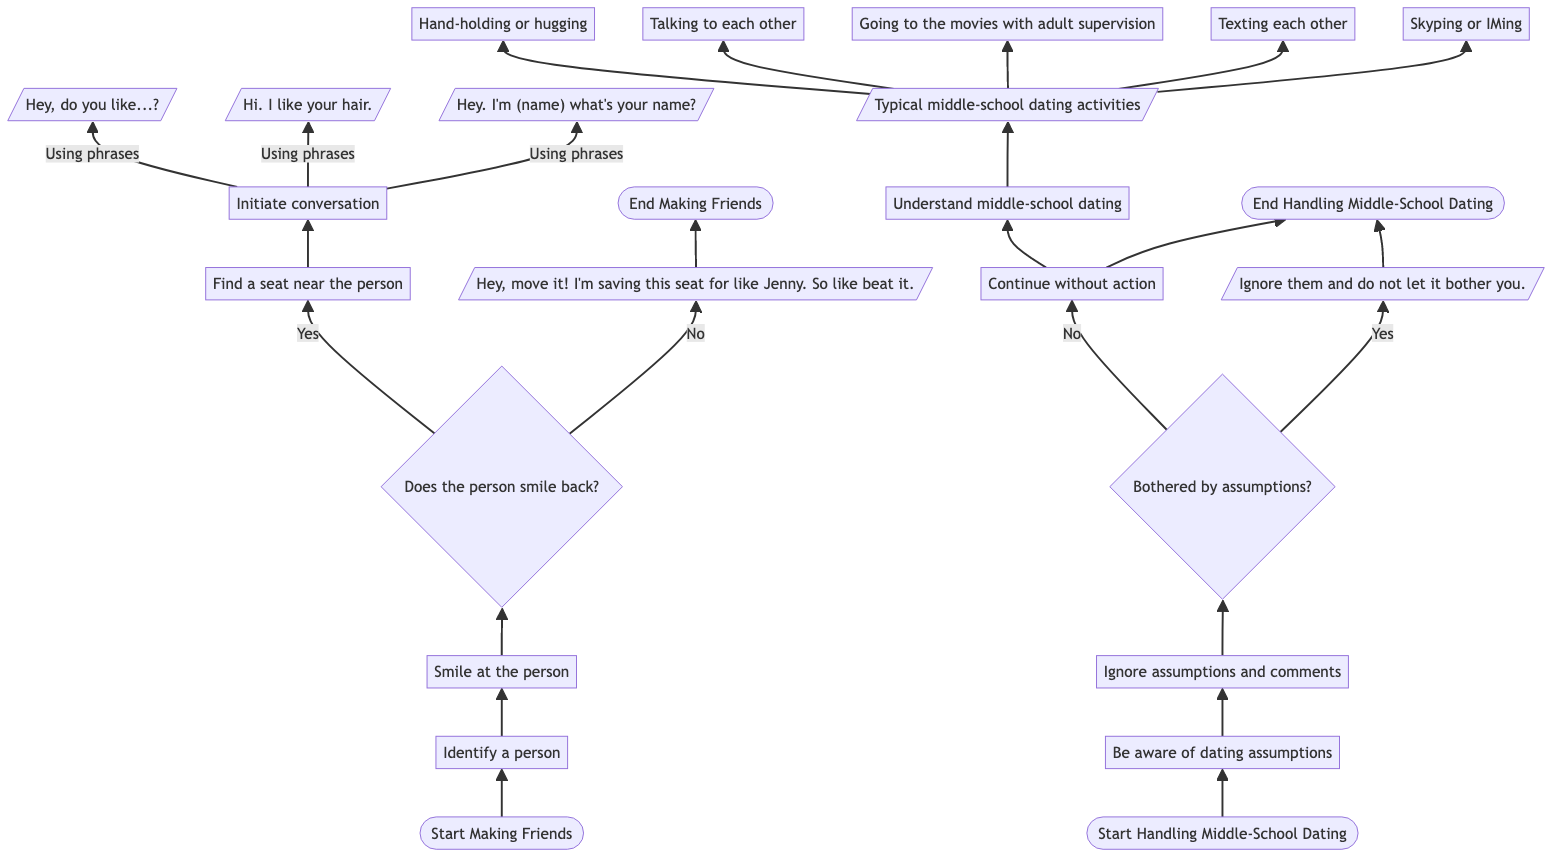 Hand-holding or hugging
Talking to each other
Going to the movies with adult supervision
Texting each other
Skyping or IMing
Hey, do you like...?
Hi. I like your hair.
Hey. I'm (name) what's your name?
Typical middle-school dating activities
Using phrases
Using phrases
Using phrases
Initiate conversation
End Making Friends
Understand middle-school dating
End Handling Middle-School Dating
Find a seat near the person
Hey, move it! I'm saving this seat for like Jenny. So like beat it.
Continue without action
Ignore them and do not let it bother you.
Yes
No
No
Yes
Does the person smile back?
Bothered by assumptions?
Smile at the person
Ignore assumptions and comments
Identify a person
Be aware of dating assumptions
Start Making Friends
Start Handling Middle-School Dating